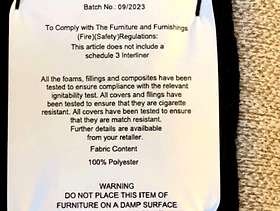 Batch No.: 09/2023
To Comply with The Furniture and Furnishings
(Fire)(Safety)Regulations:
This article does not include a
schedule 3 Interliner
All the foams, fillings and composites have been
tested to ensure compliance with the relevant
ignitability test. All covers and filings have
been tested to ensure that they are cigarette
resistant. All covers have been tested to ensure
that they are match resistant.
Further details are availbable
from your retailer.
Fabric Content
100% Polyester
WARNING
DO NOT PLACE THIS ITEM OF
FURNITURE ON A DAMP SURFACE